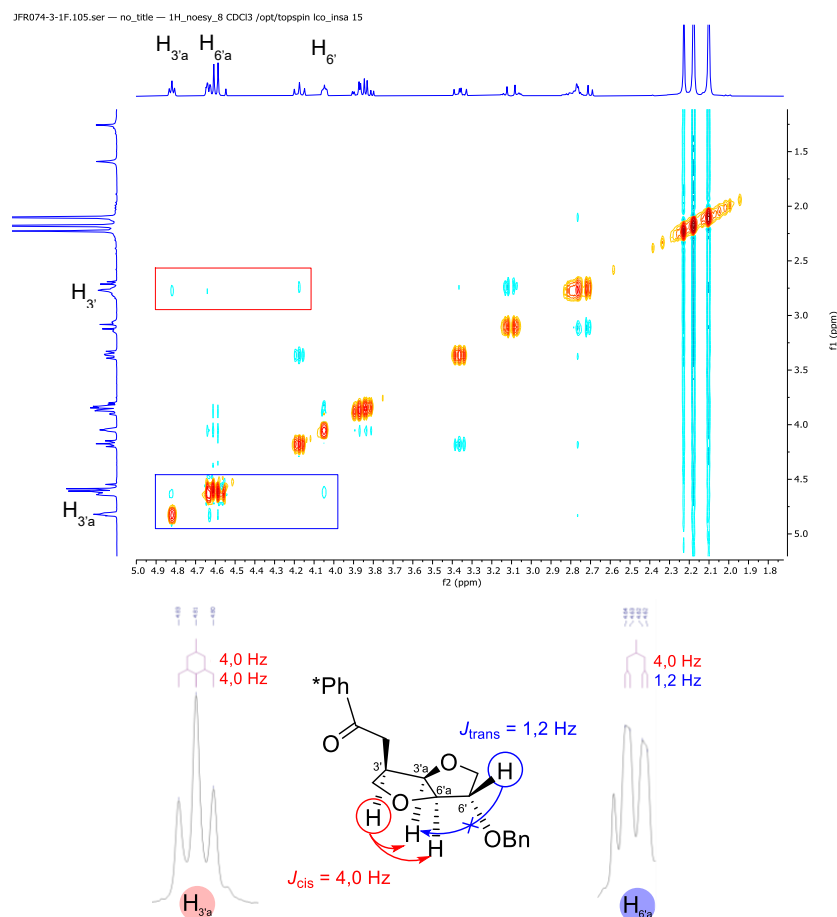 JFR074-3-1F.105.ser — no_title — 1H_noesy_8 CDCl3 /opt/topspin lco_insa 15
H3'a
H6'a
H6'
H3'
H3'a
1.5
2.0
2.5
3.0
3.5
4.0
4.5
5.0
f1 (ppm)
5.0 4.9 4.8 4.7 4.6 4.5 4.4 4.3 4.2 4.1 4.0 3.9 3.8 3.7 3.6 3.5 3.4 3.3 3.2 3.1 3.0 2.9 2.8 2.7 2.6 2.5 2.4 2.3 2.2 2.1 2.0 1.9 1.8
f2 (ppm)
4,0 Hz
4,0 Hz
4,0 Hz
1,2 Hz
*Ph
O
Jtrans = 1,2 Hz
3'
3'a
O
H
6'a
6'
O
H
H
H
OBn
Jcis = 4,0 Hz
H3'a
H6'a